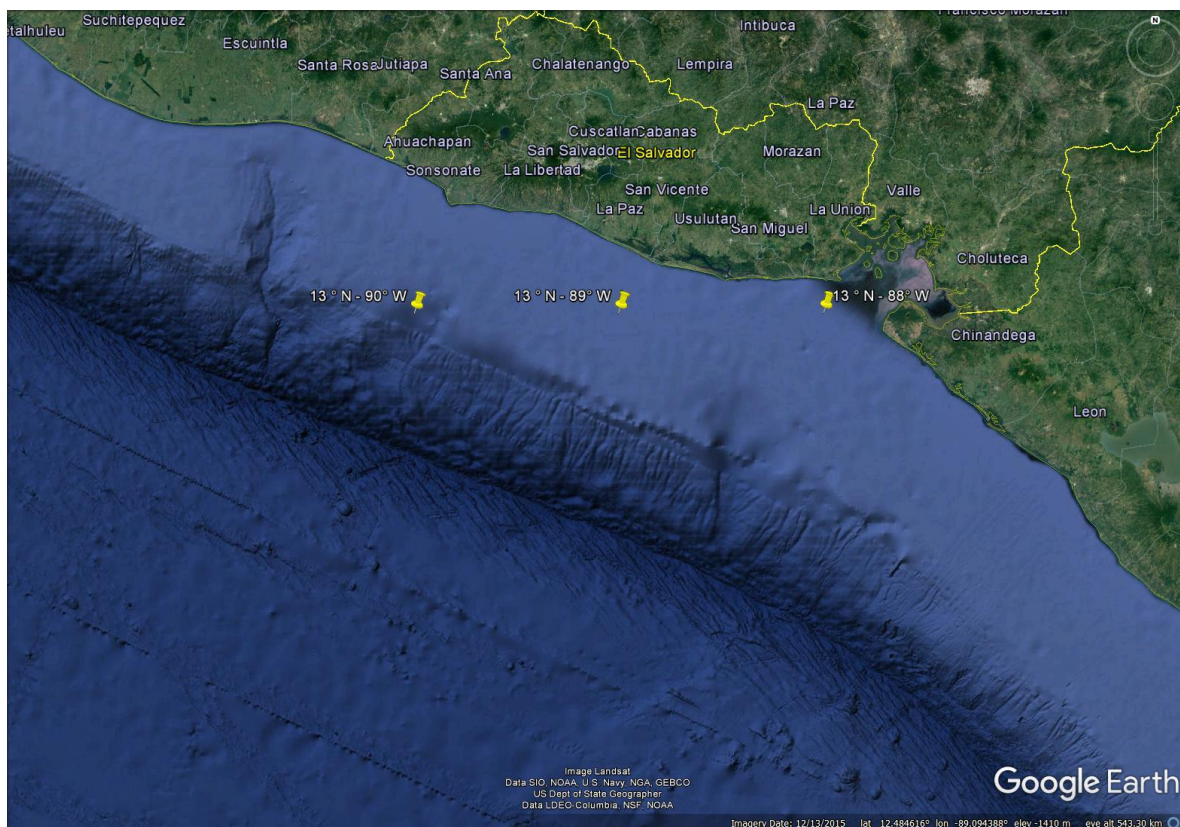 Suchitepequez
etalhuleu
Escuintla
Intibuca
Santa Rosa Jutiapa
Santa Ana
Chalatenango
Lempira
La Paz
Ahuachapan
Cuscatlan Cabanas
San Salvador El Salvador
Morazan
Sonsonate
La Libertad
San Vicente
Valle
La Paz
Usulutan
La Union
San Miguel
Choluteca
13 ° N - 90° W
13 ° N - 89° W
13 ° N - 88° W
Chinandega
Leon
N
Image Landsat
Data SIO, NOAA, U.S. Navy, NGA, GEBCO
US Dept of State Geographer
Data LDEO-Columbia, NSF, NOAA
Google Earth
Imagery Date: 12/13/2015 lat 12.484616° lon -89.094388° elev -1410 m eye alt 543.30 km